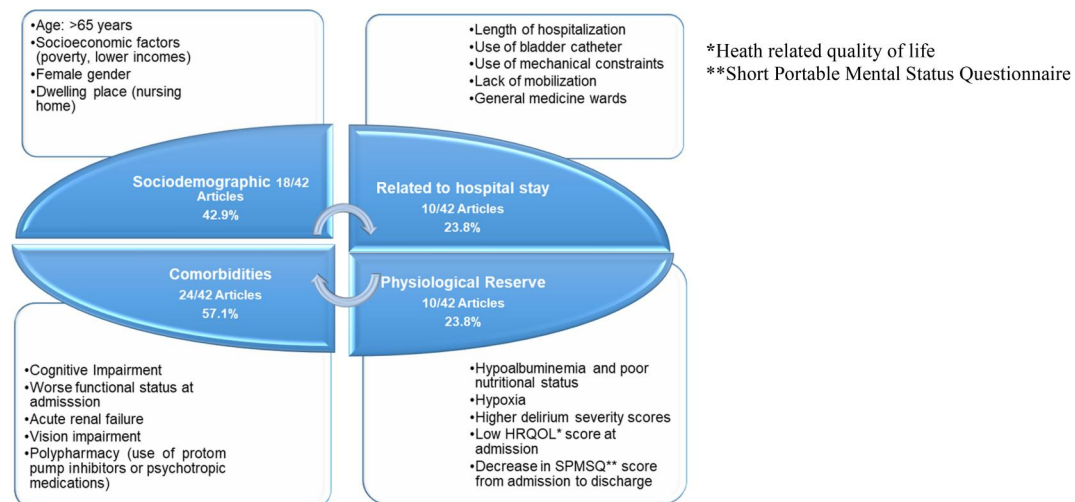 •Age: >65 years
•Socioeconomic factors
(poverty, lower incomes)
•Female gender
•Dwelling place (nursing
home)
•Length of hospitalization
•Use of bladder catheter
•Use of mechanical constraints
•Lack of mobilization
•General medicine wards
*Heath related quality of life
**Short Portable Mental Status Questionnaire
Sociodemographic 18/42
Articles
42.9%
Related to hospital stay
10/42 Articles
23.8%
Comorbidities
24/42 Articles
57.1%
Physiological Reserve
10/42 Articles
23.8%
•Cognitive Impairment
•Worse functional status at
admisssion
•Acute renal failure
•Vision impairment
•Polypharmacy (use of protom
pump inhibitors or psychotropic
medications)
•Hypoalbuminemia and poor
nutritional status
•Hypoxia
•Higher delirium severity scores
•Low HRQOL* score at
admission
•Decrease in SPMSQ** score
from admission to discharge